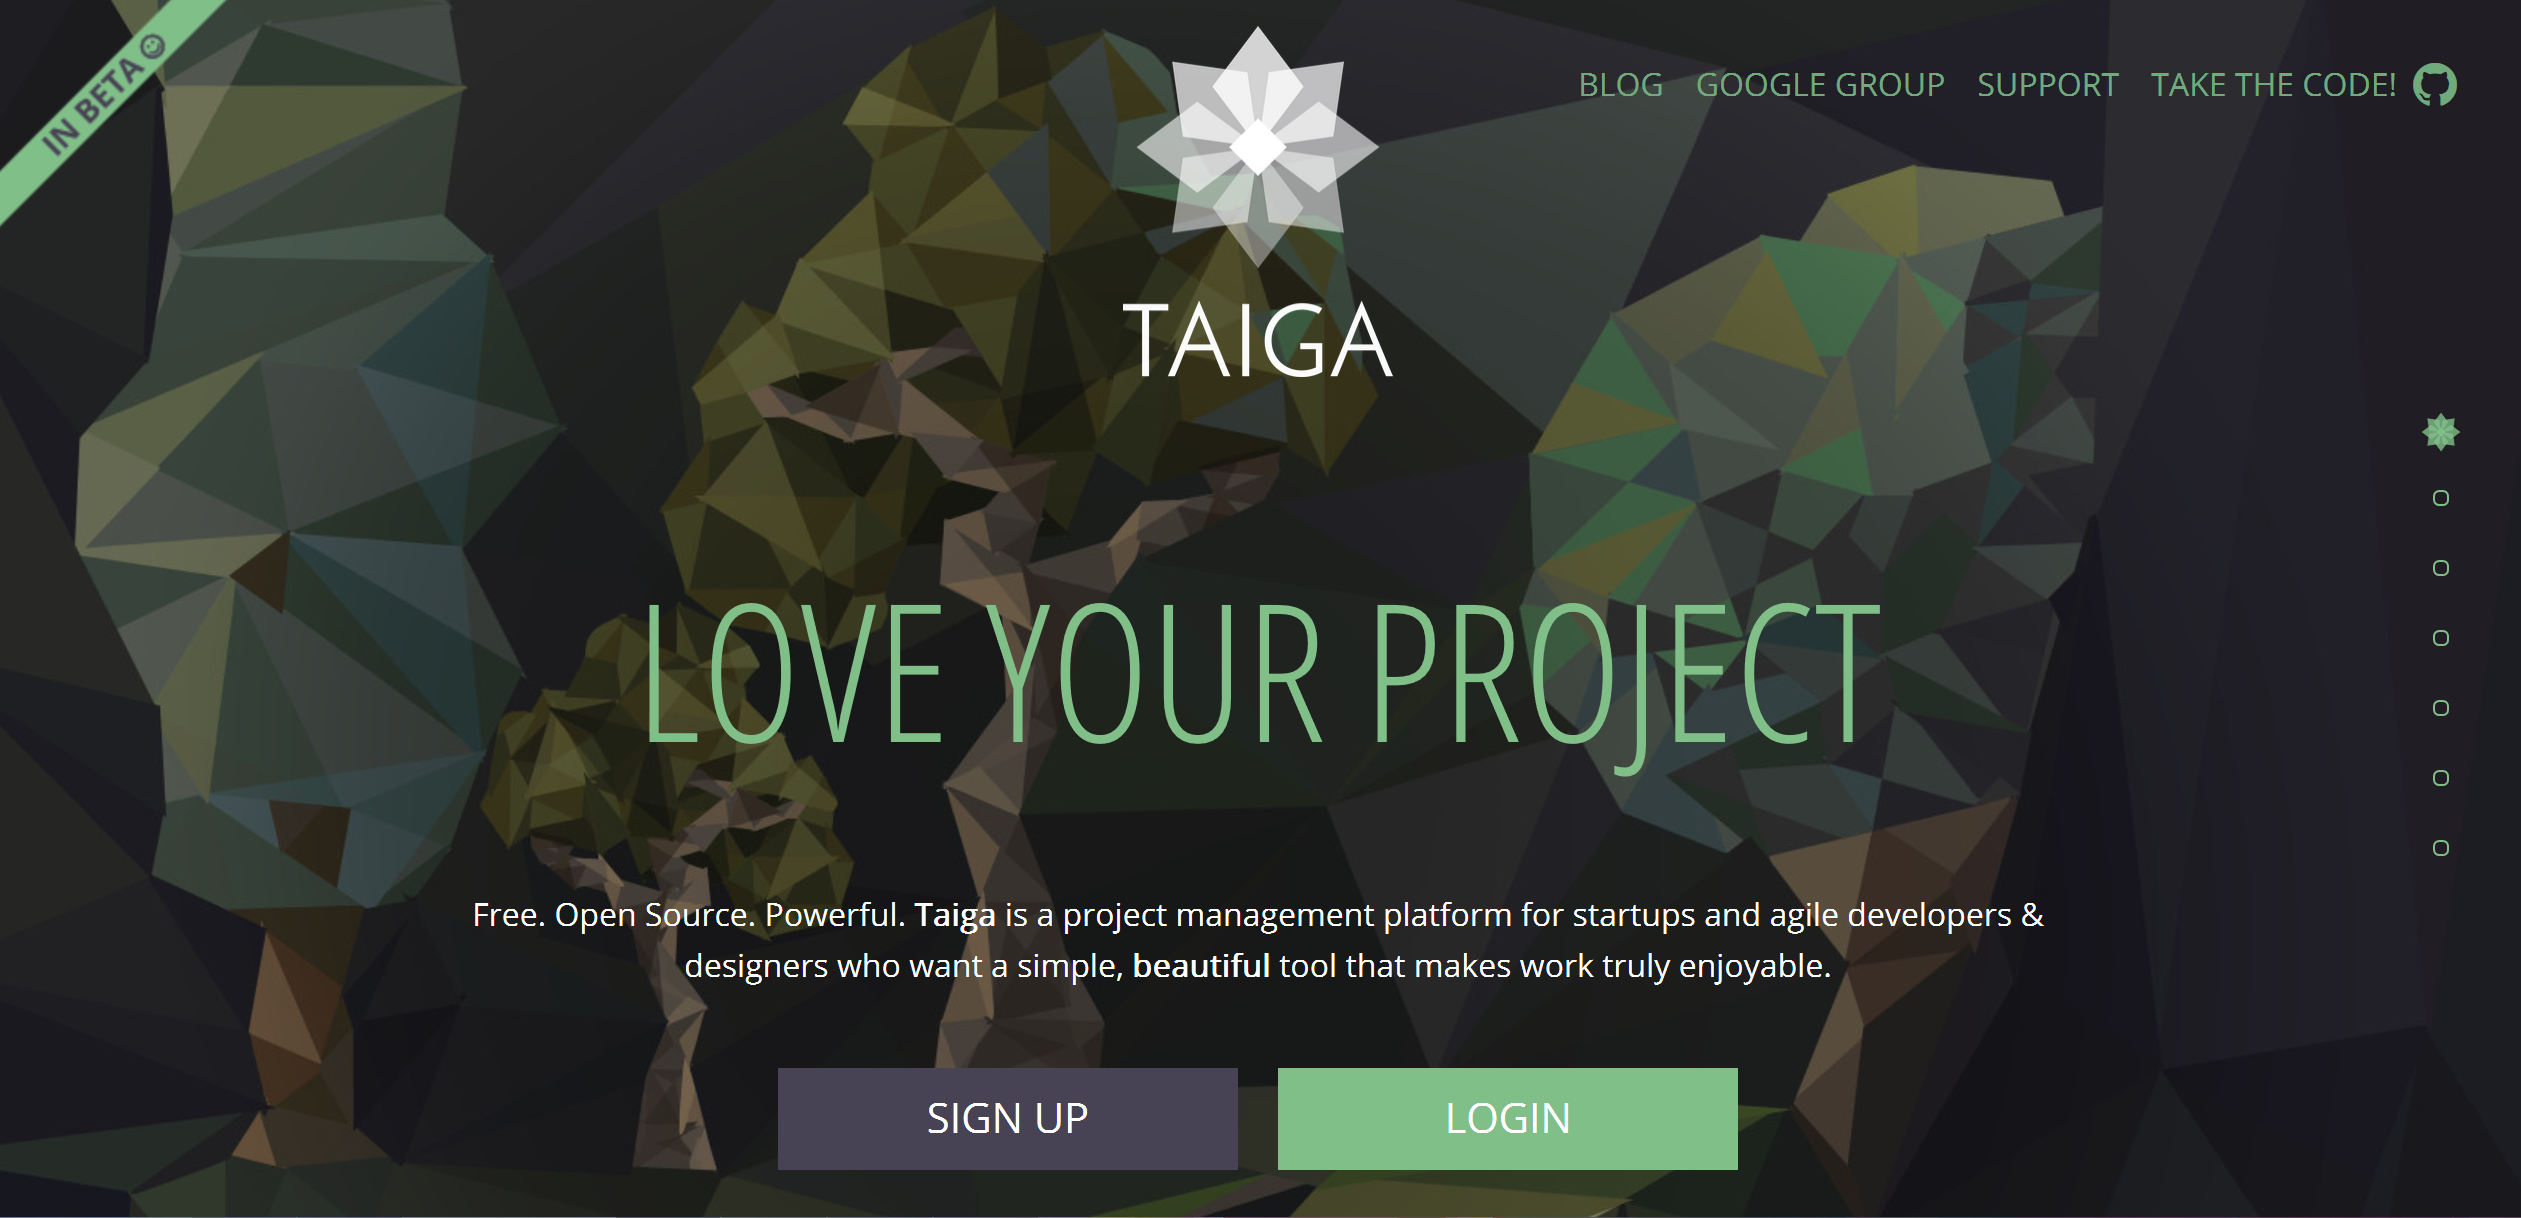 IN BETA
BLOG GOOGLE GROUP SUPPORT TAKE THE CODE!
TAIGA
LOVE YOUR PROJECT
Free. Open Source. Powerful. Taiga is a project management platform for startups and agile developers &
designers who want a simple, beautiful tool that makes work truly enjoyable.
SIGN UP
LOGIN